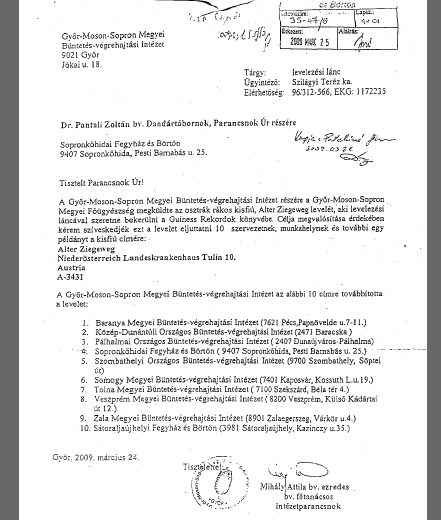 Győr-Moson-Sopron Megyei
Büntetés-végrehajtási Intézet
9021 Győr
Jókai u. 18.
és Börtön
35-47/8
2009 MÁR 25
Tárgy: levelezési lánc
Ügyintéző: Szilágyi Teréz ka.
Elérhetőség: 96/312-566, EKG: 1172235
Dr. Pantali Zoltán bv. Dandártábornok, Parancsnok Úr részére
Sopronkőhidai Fegyház és Börtön
9407 Sopronkőhida, Pesti Barnabás u. 25.
Tisztelt Parancsnok Úr!
A Győr-Moson-Sopron Megyei Büntetés-végrehajtási Intézet részére a Győr-Moson-Sopron
Megyei Főügyészség megküldte az osztrák rákos kisfiú, Alter Ziegeweg levelét, aki levelezési
láncával szeretne bekerülni a Guiness Rekordok könyvébe. Célja megvalósítása érdekében
kérem szíveskedjék ezt a levelet eljuttatni 10 szervezetnek, munkahelynek és további egy
példányt a kisfiú címére:
Alter Ziegeweg
Niederösterreich Landeskrankenhaus Tulin 10.
Austria
A-3431
A Győr-Moson-Sopron Megyei Büntetés-végrehajtási Intézet az alábbi 10 címre továbbította
a levelet:
1. Baranya Megyei Büntetés-végrehajtási Intézet (7621 Pécs,Papnövelde u.7-11.)
2. Közép-Dunántúli Országos Büntetés-végrehajtási Intézet (2471 Baracska )
3. Pálhalmai Országos Büntetés-végrehajtási Intézet ( 2407 Dunaújváros-Pálhalma)
4. Sopronkőhidai Fegyház és Börtön ( 9407 Sopronkőhida, Pesti Barnabás u. 25.)
5. Szombathelyi Országos Büntetés-végrehajtási Intézet (9700 Szombathely, Söptei
út)
6. Somogy Megyei Büntetés-végrehajtási Intézet (7401 Kaposvár, Kossuth L.u.19.)
7. Tolna Megyei Büntetés-végrehajtási Intézet ( 7100 Szekszárd, Béla tér 4.)
8. Veszprém Megyei Büntetés-végrehajtási Intézet ( 8200 Veszprém, Külső Kádártai
út 12.)
9. Zala Megyei Büntetés-végrehajtási Intézet (8901 Zalaegerszeg, Várkör u.4.)
10. Sátoraljaújhelyi Fegyház és Börtön (3981 Sátoraljaújhely, Kazinczy u.35.)
Győr, 2009. március 24.
Tisztelettel:
Mihály Attila bv. ezredes
bv. főtanácsos
intézetparancsnok